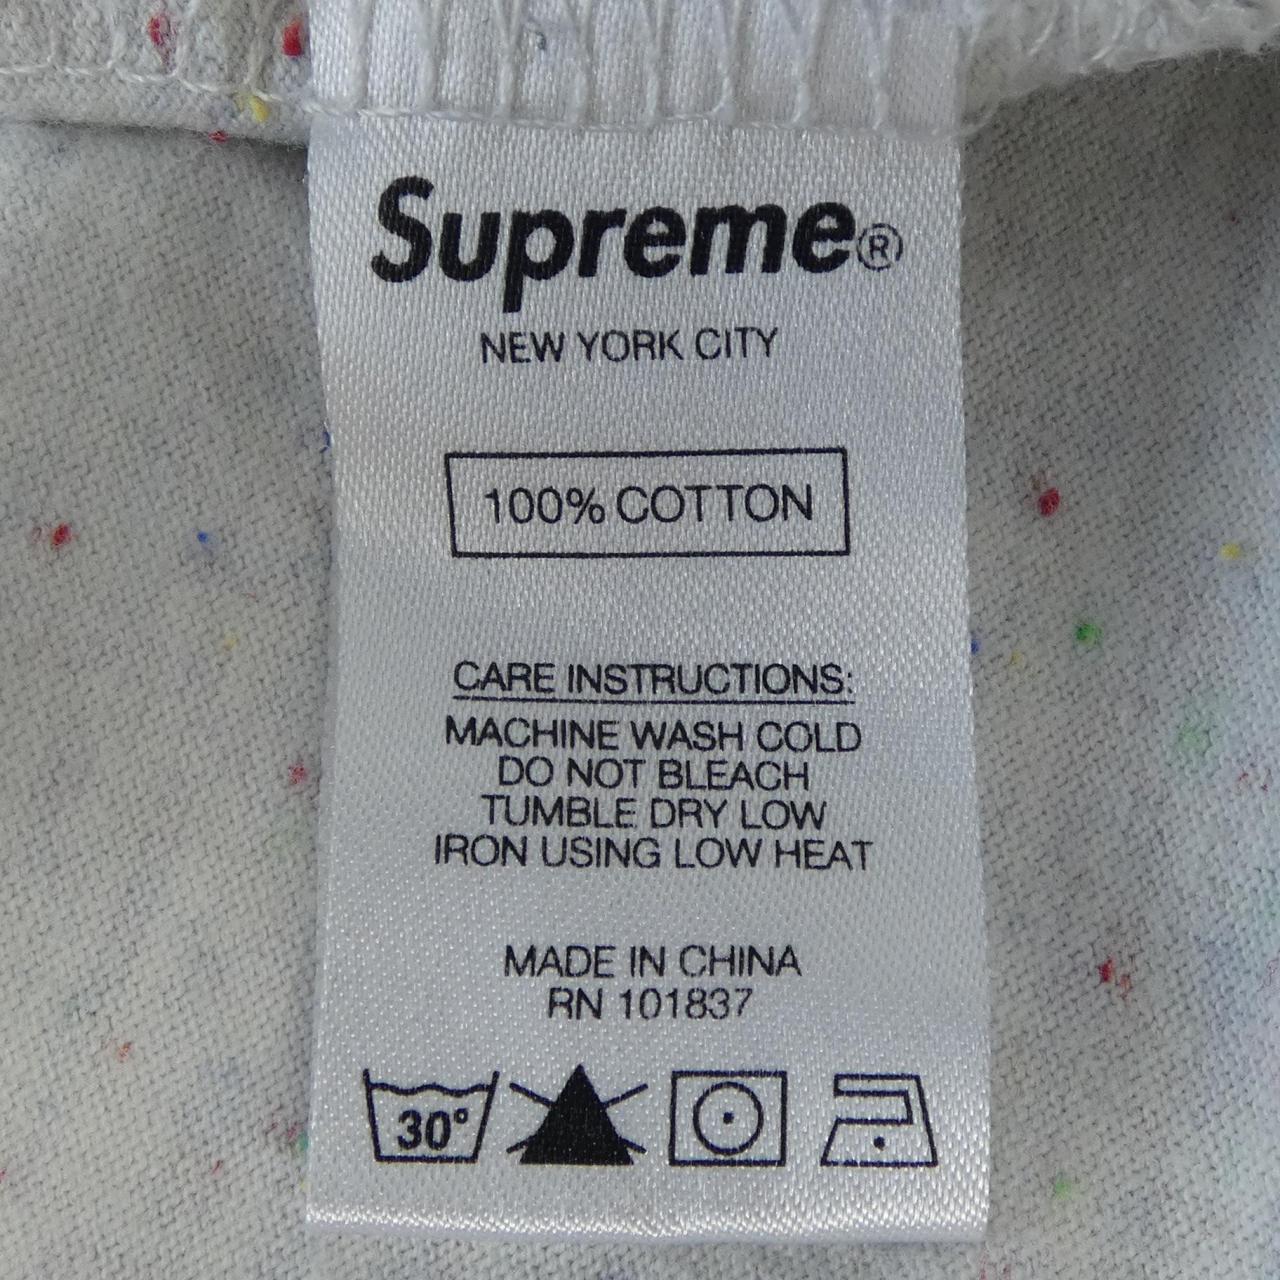 Supreme®
NEW YORK CITY
100% COTTON
CARE INSTRUCTIONS:
MACHINE WASH COLD
DO NOT BLEACH
TUMBLE DRY LOW
IRON USING LOW HEAT
MADE IN CHINA
RN 101837
30°